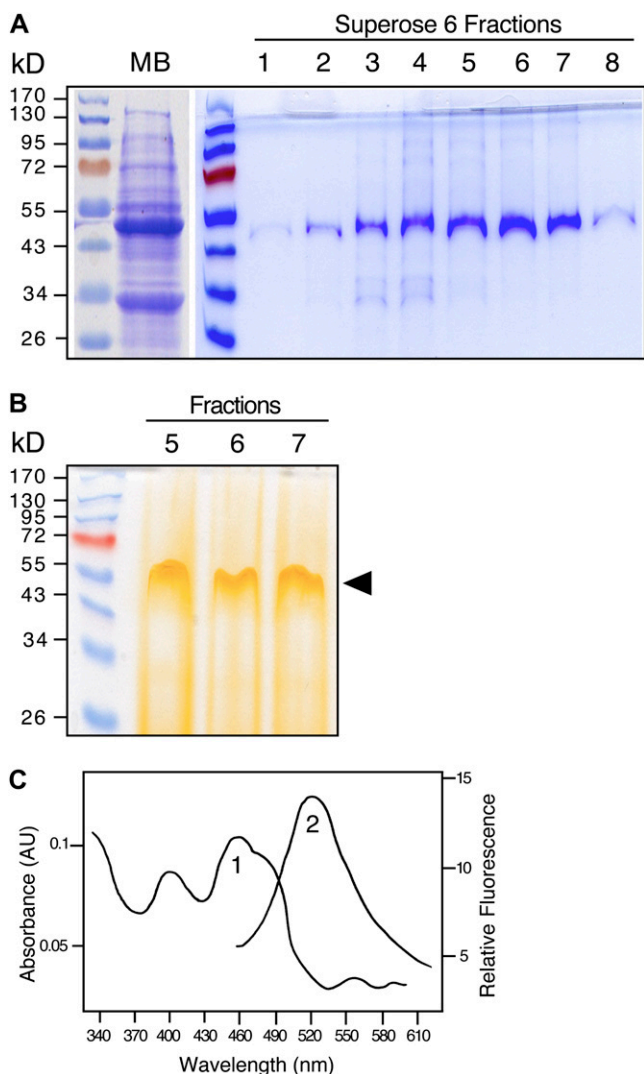 A
Superose 6 Fractions
kD MB 1 2 3 4 5 6 7 8
170
130
95
72
55
43
34
26
B
Fractions
kD 5 6 7
170
130
95
72
55
43
34
26
C
15
0.1
10
0.05
5
1
2
Absorbance (AU)
Relative Fluorescence
340 370 400 430 460 490 520 550 580 610
Wavelength (nm)